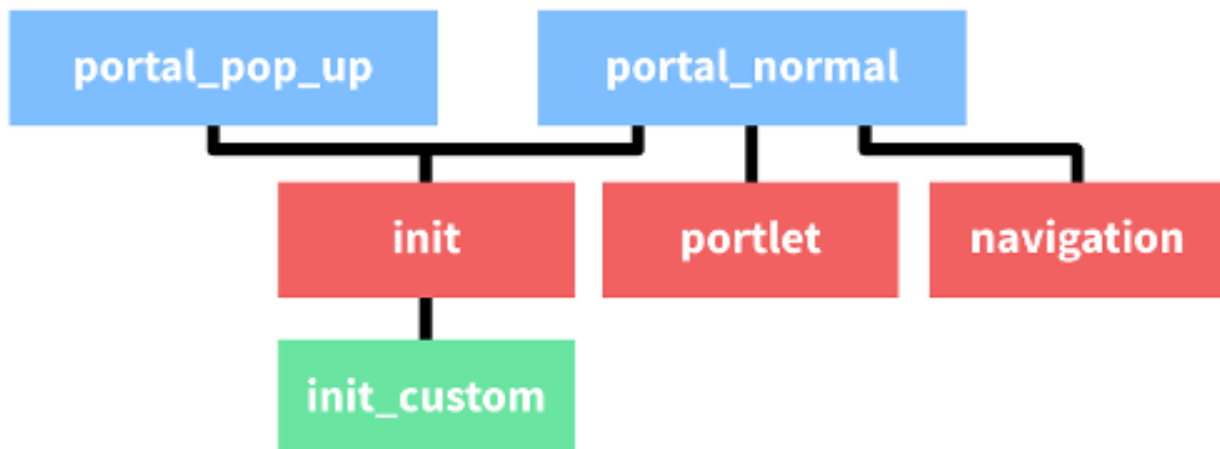 portal_pop_up
portal_normal
init
portlet
navigation
init_custom